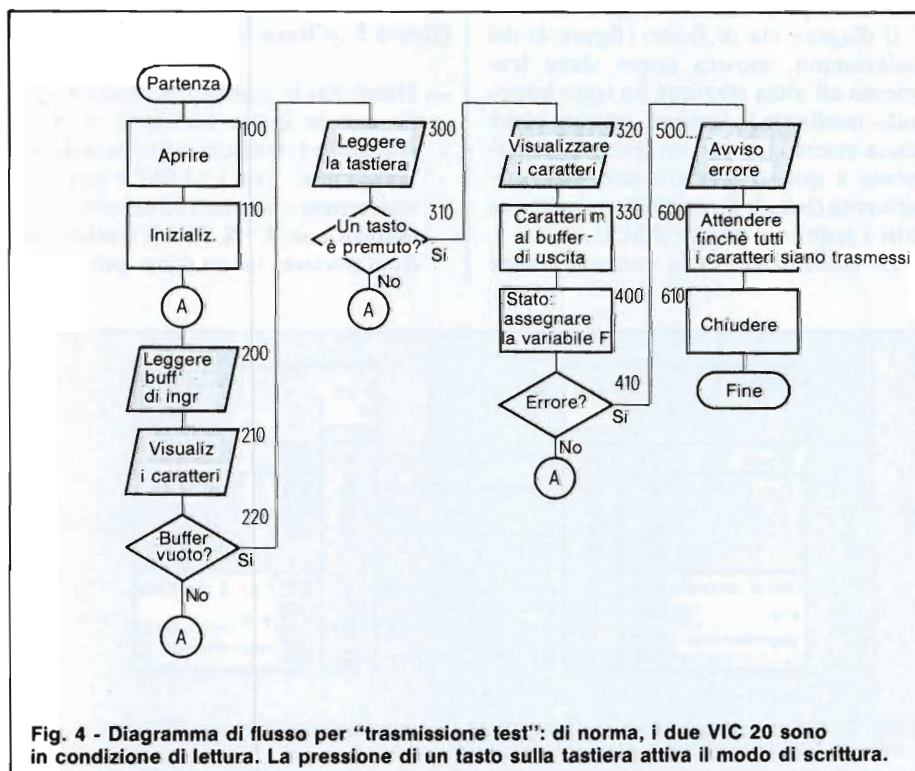 Partenza
100
Aprire
110
Inizializ.
A
200
Leggere
buff
di ingr
210
Visualiz
i caratteri
220
Buffer
vuoto?
Si
No
A
300
Leggere
la tastiera
310
Un tasto
è premuto?
Si
No
A
320
Visualizzare
i caratteri
330
Caratteri m
al buffer
di uscita
400
Stato:
assegnare
la variabile F
410
Errore?
Si
No
A
500...
Avviso
errore
600
Attendere
finchè tutti
i caratteri siano trasmessi
610
Chiudere
Fine
Fig. 4 - Diagramma di flusso per "trasmissione test": di norma, i due VIC 20 sono
in condizione di lettura. La pressione di un tasto sulla tastiera attiva il modo di scrittura.